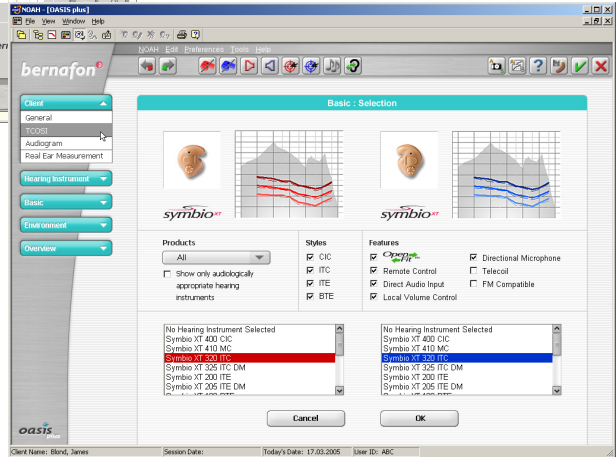 NOAH - [OASIS plus]
File View Window Help
NOAH Edit Preferences Tools Help
bernafon®
Client
General
TCOSI
Audiogram
Real Ear Measurement
Hearing Instrument
Basic
Environment
Overview
Basic : Selection
symbio XT
symbio XT
Products
All
Show only audiologically
appropriate hearing
instruments
Styles
CIC
ITC
ITE
BTE
Features
Open Fit
Remote Control
Direct Audio Input
Local Volume Control
Directional Microphone
Telecoil
FM Compatible
No Hearing Instrument Selected
Symbio XT 400 CIC
Symbio XT 410 MC
Symbio XT 320 ITC
Symbio XT 325 ITC DM
Symbio XT 200 ITE
Symbio XT 205 ITE DM
No Hearing Instrument Selected
Symbio XT 400 CIC
Symbio XT 410 MC
Symbio XT 320 ITC
Symbio XT 325 ITC DM
Symbio XT 200 ITE
Symbio XT 205 ITE DM
Cancel
OK
oasis plus
Client Name: Blond, James
Session Date:
Today's Date: 17.03.2005
User ID: ABC